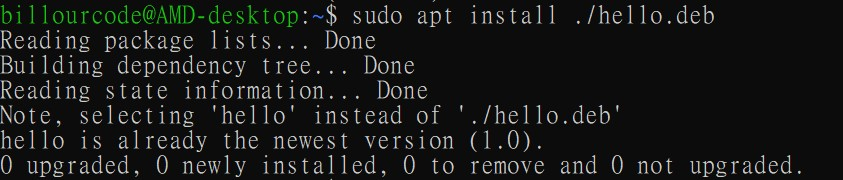 billourcode@AMD-desktop:~$ sudo apt install ./hello.deb
Reading package lists... Done
Building dependency tree... Done
Reading state information... Done
Note, selecting 'hello' instead of './hello.deb'
hello is already the newest version (1.0).
0 upgraded, 0 newly installed, 0 to remove and 0 not upgraded.